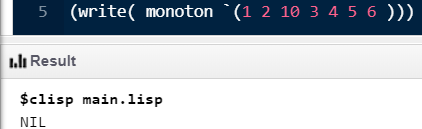 5 (write( monoton `(1 2 10 3 4 5 6 )))
Result
$clisp main.lisp
NIL